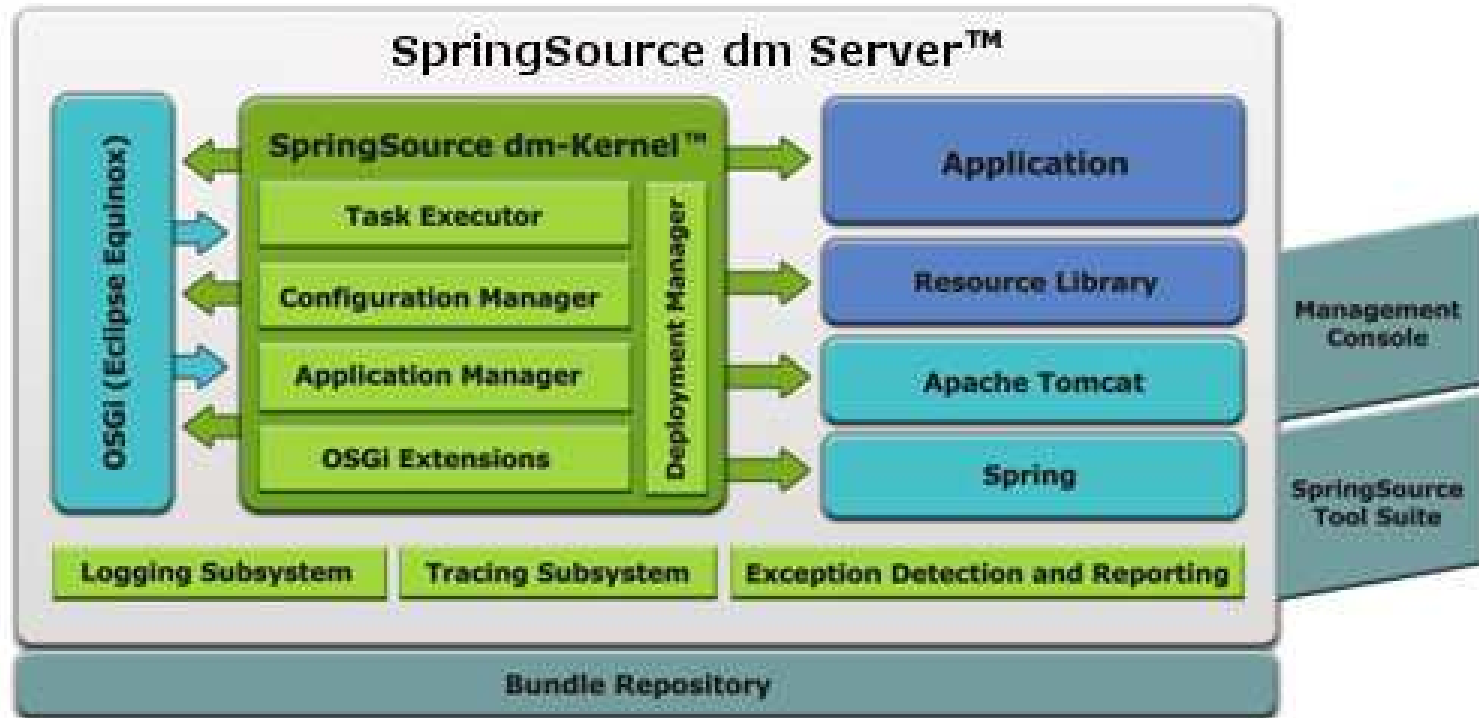 SpringSource dm Server™
OSGi (Eclipse Equinox)
SpringSource dm-Kernel™
Task Executor
Configuration Manager
Application Manager
OSGi Extensions
Deployment Manager
Application
Resource Library
Apache Tomcat
Spring
Management
Console
SpringSource
Tool Suite
Logging Subsystem
Tracing Subsystem
Exception Detection and Reporting
Bundle Repository